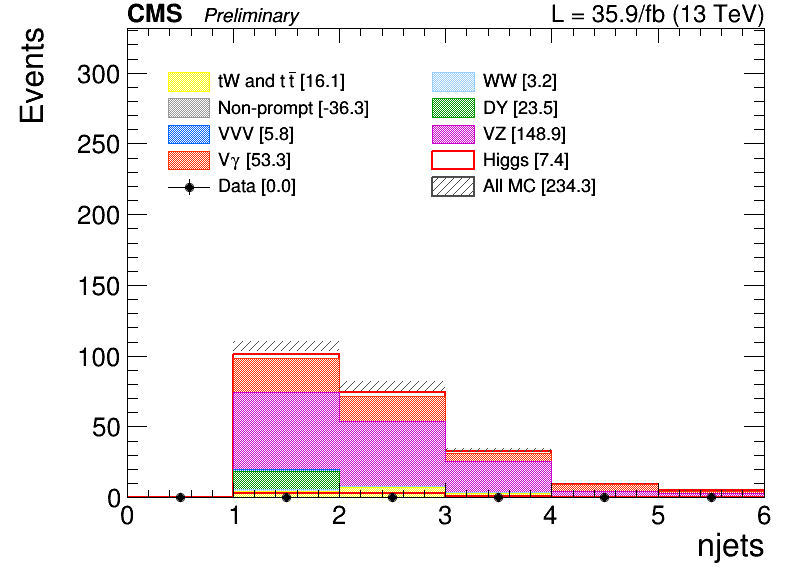 CMS Preliminary L = 35.9/fb (13 TeV)
Events
300
250
200
150
100
50
0
tW and t t̄ [16.1]
Non-prompt [-36.3]
VVV [5.8]
Vγ [53.3]
Data [0.0]
WW [3.2]
DY [23.5]
VZ [148.9]
Higgs [7.4]
All MC [234.3]
0 1 2 3 4 5 6
njets